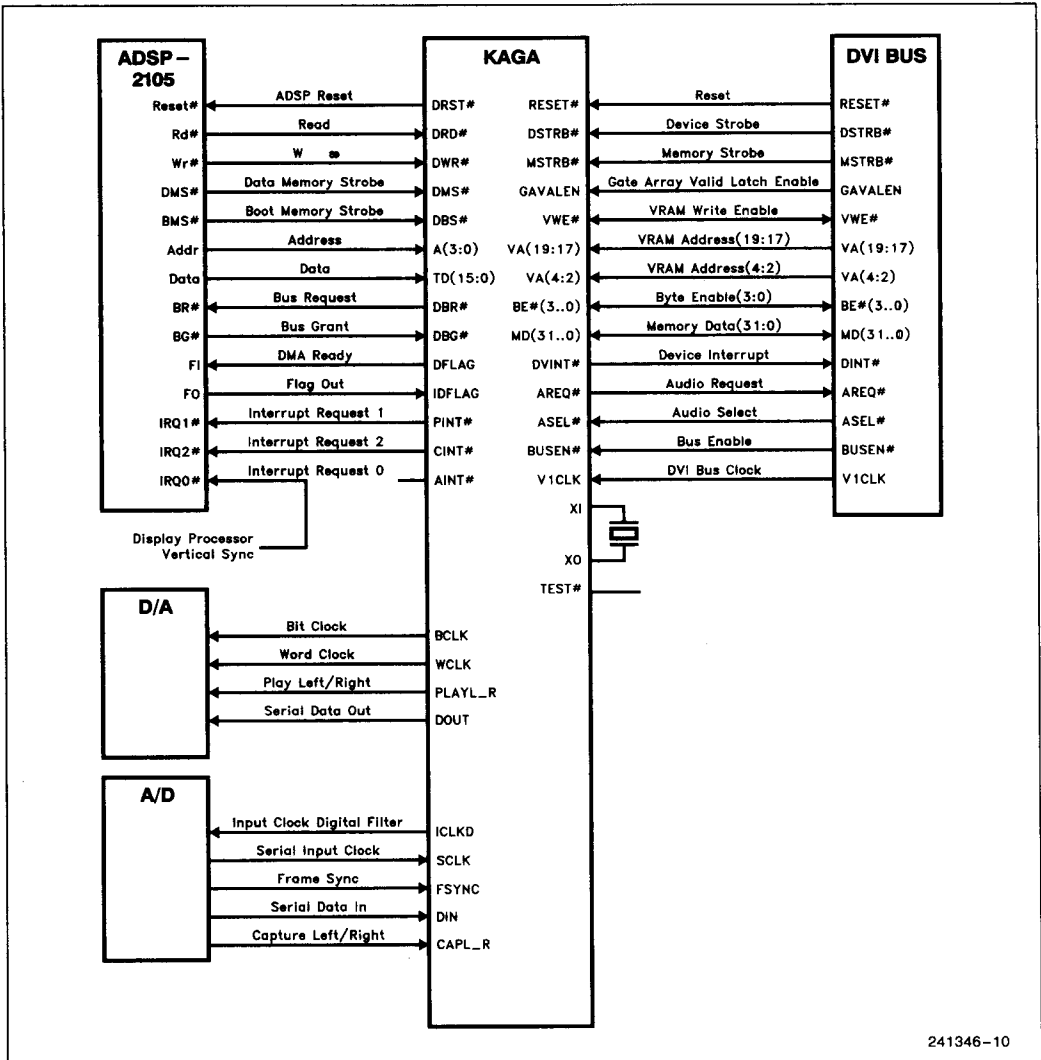 ADSP –
2105
KAGA
DVI BUS
Reset# ADSP Reset DRST# RESET# Reset RESET#
Rd# Read DRD# DSTRB# Device Strobe DSTRB#
Wr# W DWR# MSTRB# Memory Strobe MSTRB#
DMS# Data Memory Strobe DMS# GAVALEN Gate Array Valid Latch Enable GAVALEN
BMS# Boot Memory Strobe DBS# VWE# VRAM Write Enable VWE#
Addr Address A(3:0) VA(19:17) VRAM Address(19:17) VA(19:17)
Data Data TD(15:0) VA(4:2) VRAM Address(4:2) VA(4:2)
BR# Bus Request DBR# BE#(3..0) Byte Enable(3:0) BE#(3..0)
BG# Bus Grant DBG# MD(31..0) Memory Data(31:0) MD(31..0)
FI DMA Ready DFLAG DVINT# Device Interrupt DINT#
FO Flag Out IDFLAG AREQ# Audio Request AREQ#
IRQ1# Interrupt Request 1 PINT# ASEL# Audio Select ASEL#
IRQ2# Interrupt Request 2 CINT# BUSEN# Bus Enable BUSEN#
IRQ0# Interrupt Request 0 AINT# V1CLK DVI Bus Clock V1CLK
XI
Display Processor
Vertical Sync
XO
TEST#
D/A
Bit Clock BCLK
Word Clock WCLK
Play Left/Right PLAYL_R
Serial Data Out DOUT
A/D
Input Clock Digital Filter ICLKD
Serial Input Clock SCLK
Frame Sync FSYNC
Serial Data In DIN
Capture Left/Right CAPL_R
241346–10